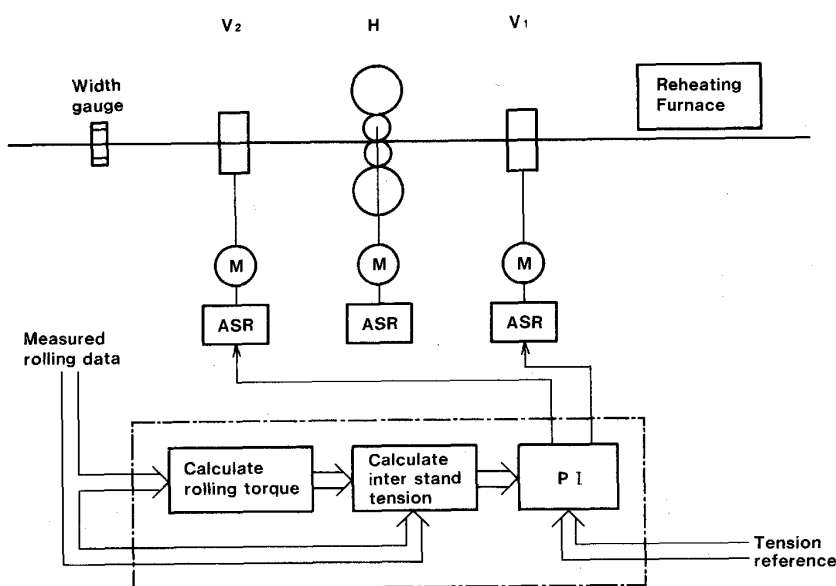 V2
H
V1
Width
gauge
Reheating
Furnace
M
M
M
ASR
ASR
ASR
Measured
rolling data
Calculate
rolling torque
Calculate
inter stand
tension
P I
Tension
reference